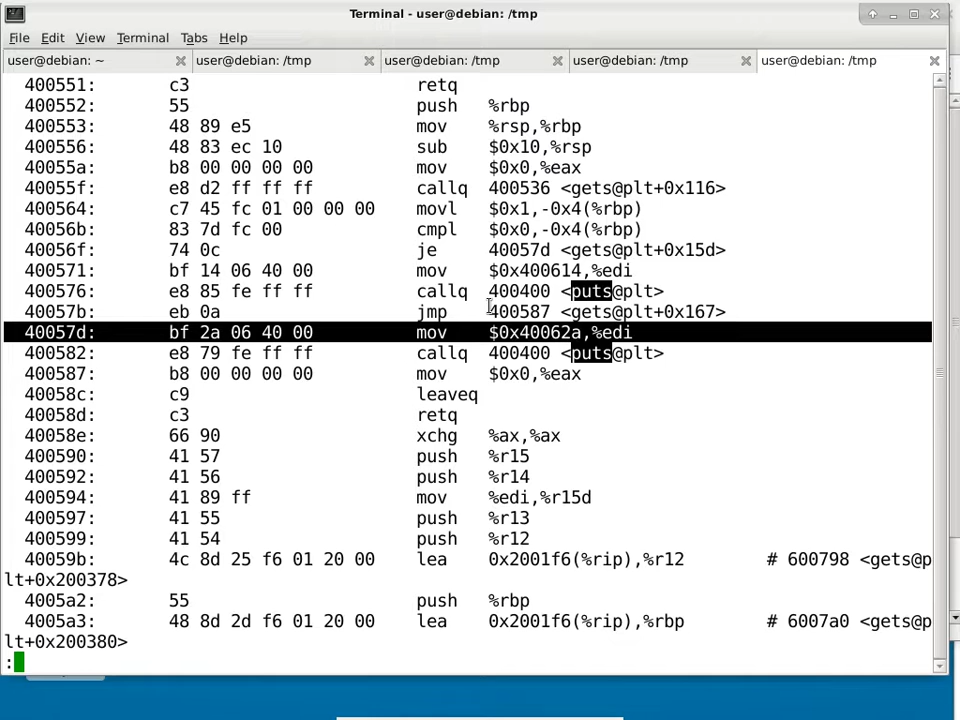 Terminal - user@debian: /tmp
File Edit View Terminal Tabs Help
user@debian: ~ user@debian: /tmp user@debian: /tmp user@debian: /tmp user@debian: /tmp
400551: c3 retq
400552: 55 push %rbp
400553: 48 89 e5 mov %rsp,%rbp
400556: 48 83 ec 10 sub $0x10,%rsp
40055a: b8 00 00 00 00 mov $0x0,%eax
40055f: e8 d2 ff ff ff callq 400536 <gets@plt+0x116>
400564: c7 45 fc 01 00 00 00 movl $0x1,-0x4(%rbp)
40056b: 83 7d fc 00 cmpl $0x0,-0x4(%rbp)
40056f: 74 0c je 40057d <gets@plt+0x15d>
400571: bf 14 06 40 00 mov $0x400614,%edi
400576: e8 85 fe ff ff callq 400400 <puts@plt>
40057b: eb 0a jmp 400587 <gets@plt+0x167>
40057d: bf 2a 06 40 00 mov $0x40062a,%edi
400582: e8 79 fe ff ff callq 400400 <puts@plt>
400587: b8 00 00 00 00 mov $0x0,%eax
40058c: c9 leaveq
40058d: c3 retq
40058e: 66 90 xchg %ax,%ax
400590: 41 57 push %r15
400592: 41 56 push %r14
400594: 41 89 ff mov %edi,%r15d
400597: 41 55 push %r13
400599: 41 54 push %r12
40059b: 4c 8d 25 f6 01 20 00 lea 0x2001f6(%rip),%r12 # 600798 <gets@p
lt+0x200378>
4005a2: 55 push %rbp
4005a3: 48 8d 2d f6 01 20 00 lea 0x2001f6(%rip),%rbp # 6007a0 <gets@p
lt+0x200380>
: